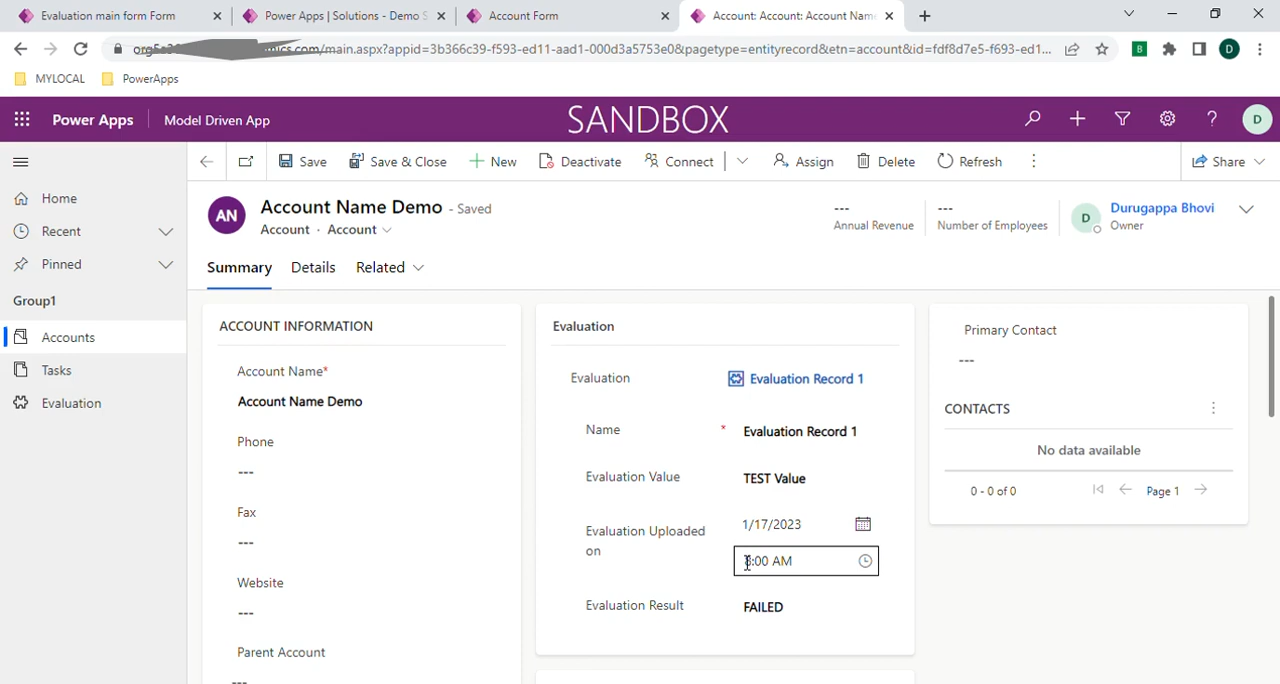 Evaluation main form Form
Power Apps | Solutions - Demo S
Account Form
Account: Account: Account Name
main.aspx?appid=3b366c39-f593-ed11-aad1-000d3a5753e0&pagetype=entityrecord&etn=account&id=fdf8d7e5-f693-ed1...
B
D
MYLOCAL
PowerApps
Power Apps
Model Driven App
SANDBOX
D
Save
Save & Close
New
Deactivate
Connect
Assign
Delete
Refresh
Share
Home
Recent
Pinned
Group1
Accounts
Tasks
Evaluation
AN
Account Name Demo - Saved
Account · Account
---
Annual Revenue
---
Number of Employees
D
Durugappa Bhovi
Owner
Summary
Details
Related
ACCOUNT INFORMATION
Account Name*
Account Name Demo
Phone
---
Fax
---
Website
---
Parent Account
---
Evaluation
Evaluation
Evaluation Record 1
Name
*
Evaluation Record 1
Evaluation Value
TEST Value
Evaluation Uploaded
on
1/17/2023
:00 AM
Evaluation Result
FAILED
Primary Contact
---
CONTACTS
No data available
0 - 0 of 0
Page 1